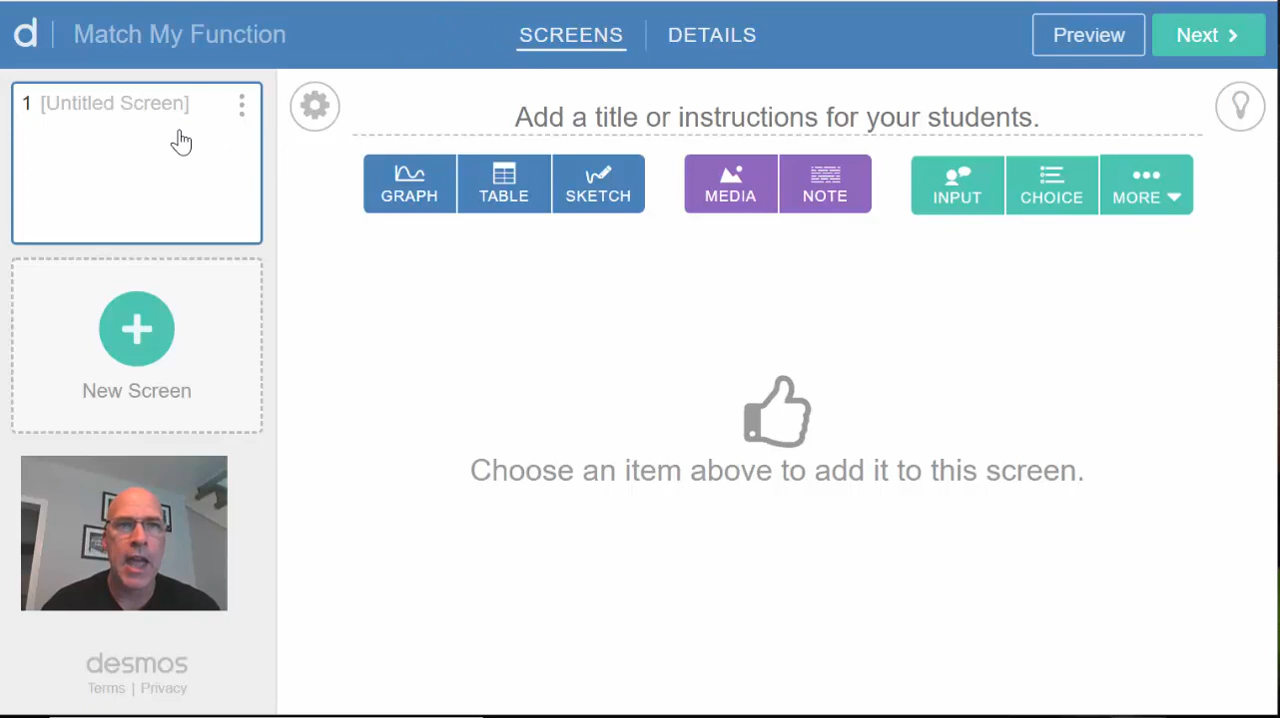 d Match My Function SCREENS DETAILS Preview Next
1 [Untitled Screen]
Add a title or instructions for your students.
GRAPH TABLE SKETCH MEDIA NOTE INPUT CHOICE MORE
New Screen
Choose an item above to add it to this screen.
desmos
Terms | Privacy